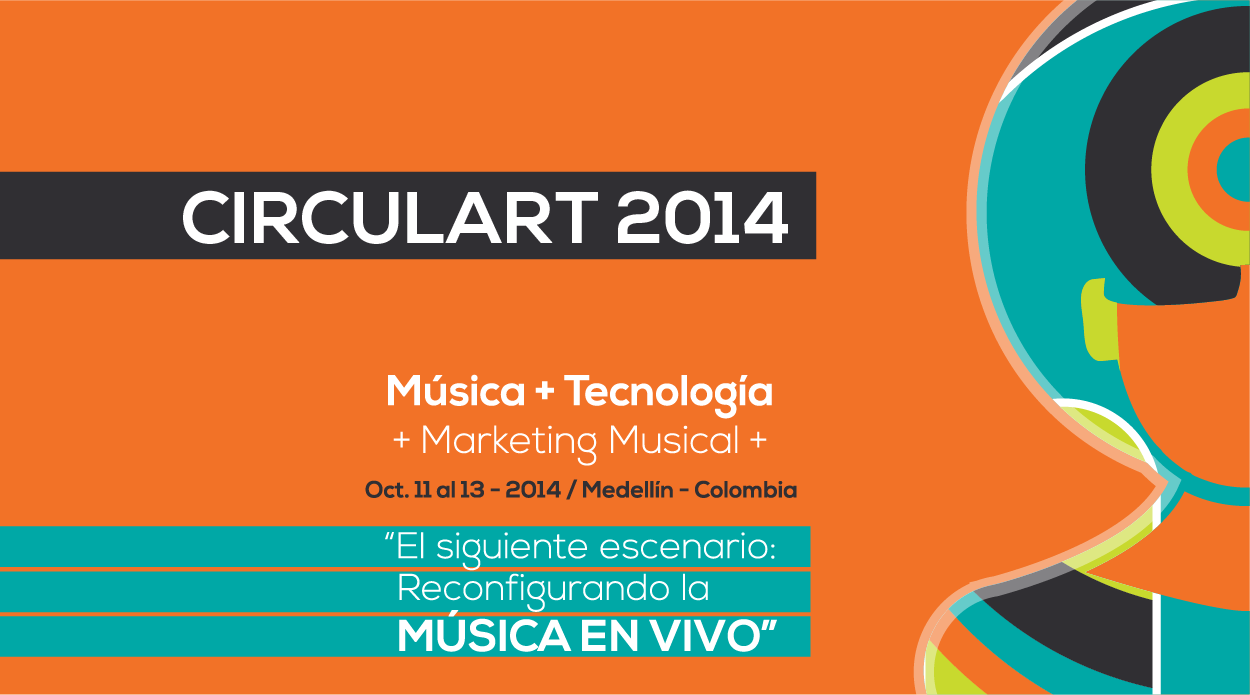 CIRCULART 2014
Música + Tecnología
+ Marketing Musical +
Oct. 11 al 13 - 2014 / Medellín - Colombia
“El siguiente escenario:
Reconfigurando la
MÚSICA EN VIVO”